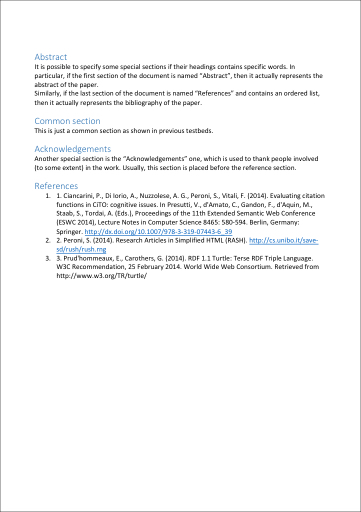 Abstract
It is possible to specify some special sections if their headings contains specific words. In
particular, if the first section of the document is named "Abstract", then it actually represents the
abstract of the paper.
Similarly, if the last section of the document is named "References" and contains an ordered list,
then it actually represents the bibliography of the paper.
Common section
This is just a common section as shown in previous testbeds.
Acknowledgements
Another special section is the "Acknowledgements" one, which is used to thank people involved
(to some extent) in the work. Usually, this section is placed before the reference section.
References
1. 1. Ciancarini, P., Di Iorio, A., Nuzzolese, A. G., Peroni, S., Vitali, F. (2014). Evaluating citation
functions in CiTO: cognitive issues. In Presutti, V., d'Amato, C., Gandon, F., d'Aquin, M.,
Staab, S., Tordai, A. (Eds.), Proceedings of the 11th Extended Semantic Web Conference
(ESWC 2014), Lecture Notes in Computer Science 8465: 580-594. Berlin, Germany:
Springer. http://dx.doi.org/10.1007/978-3-319-07443-6_39
2. 2. Peroni, S. (2014). Research Articles in Simplified HTML (RASH). http://cs.unibo.it/save-
sd/rush/rush.rng
3. 3. Prud'hommeaux, E., Carothers, G. (2014). RDF 1.1 Turtle: Terse RDF Triple Language.
W3C Recommendation, 25 February 2014. World Wide Web Consortium. Retrieved from
http://www.w3.org/TR/turtle/